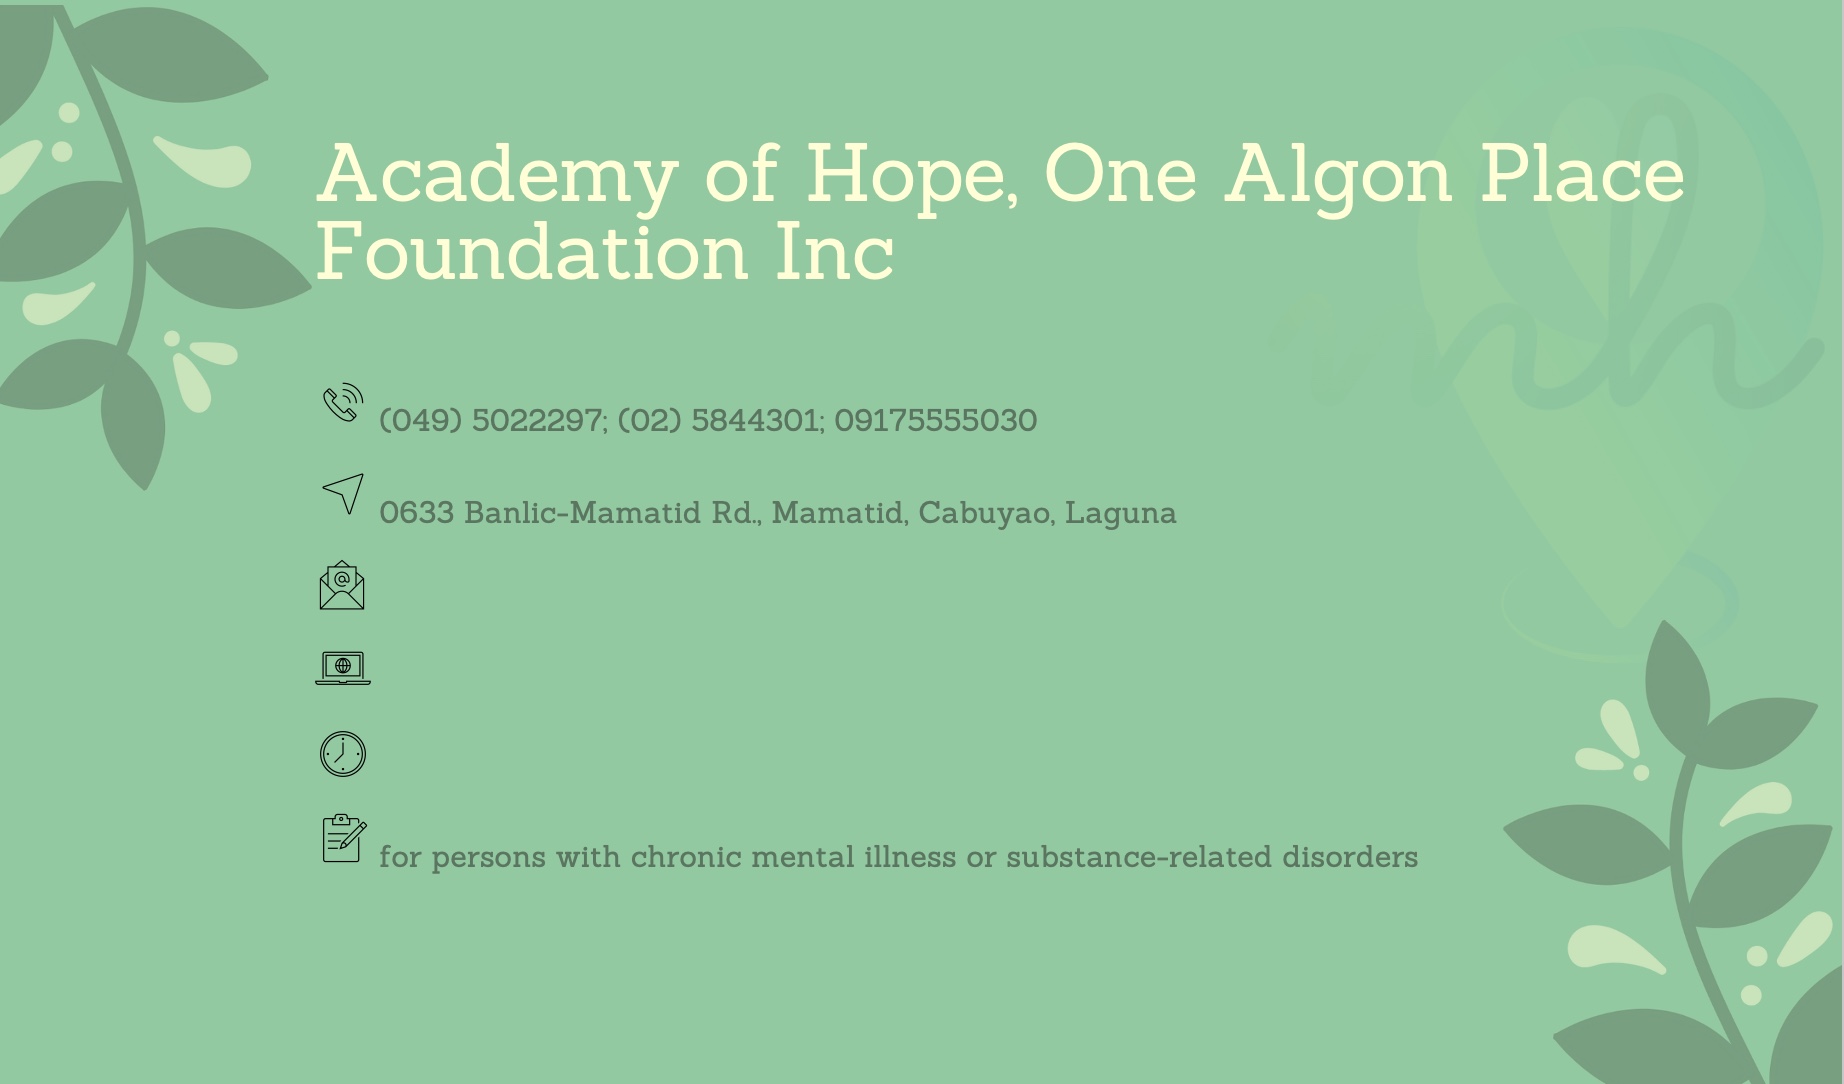 Academy of Hope, One Algon Place
Foundation Inc
(049) 5022297; (02) 5844301; 09175555030
0633 Banlic-Mamatid Rd., Mamatid, Cabuyao, Laguna
for persons with chronic mental illness or substance-related disorders